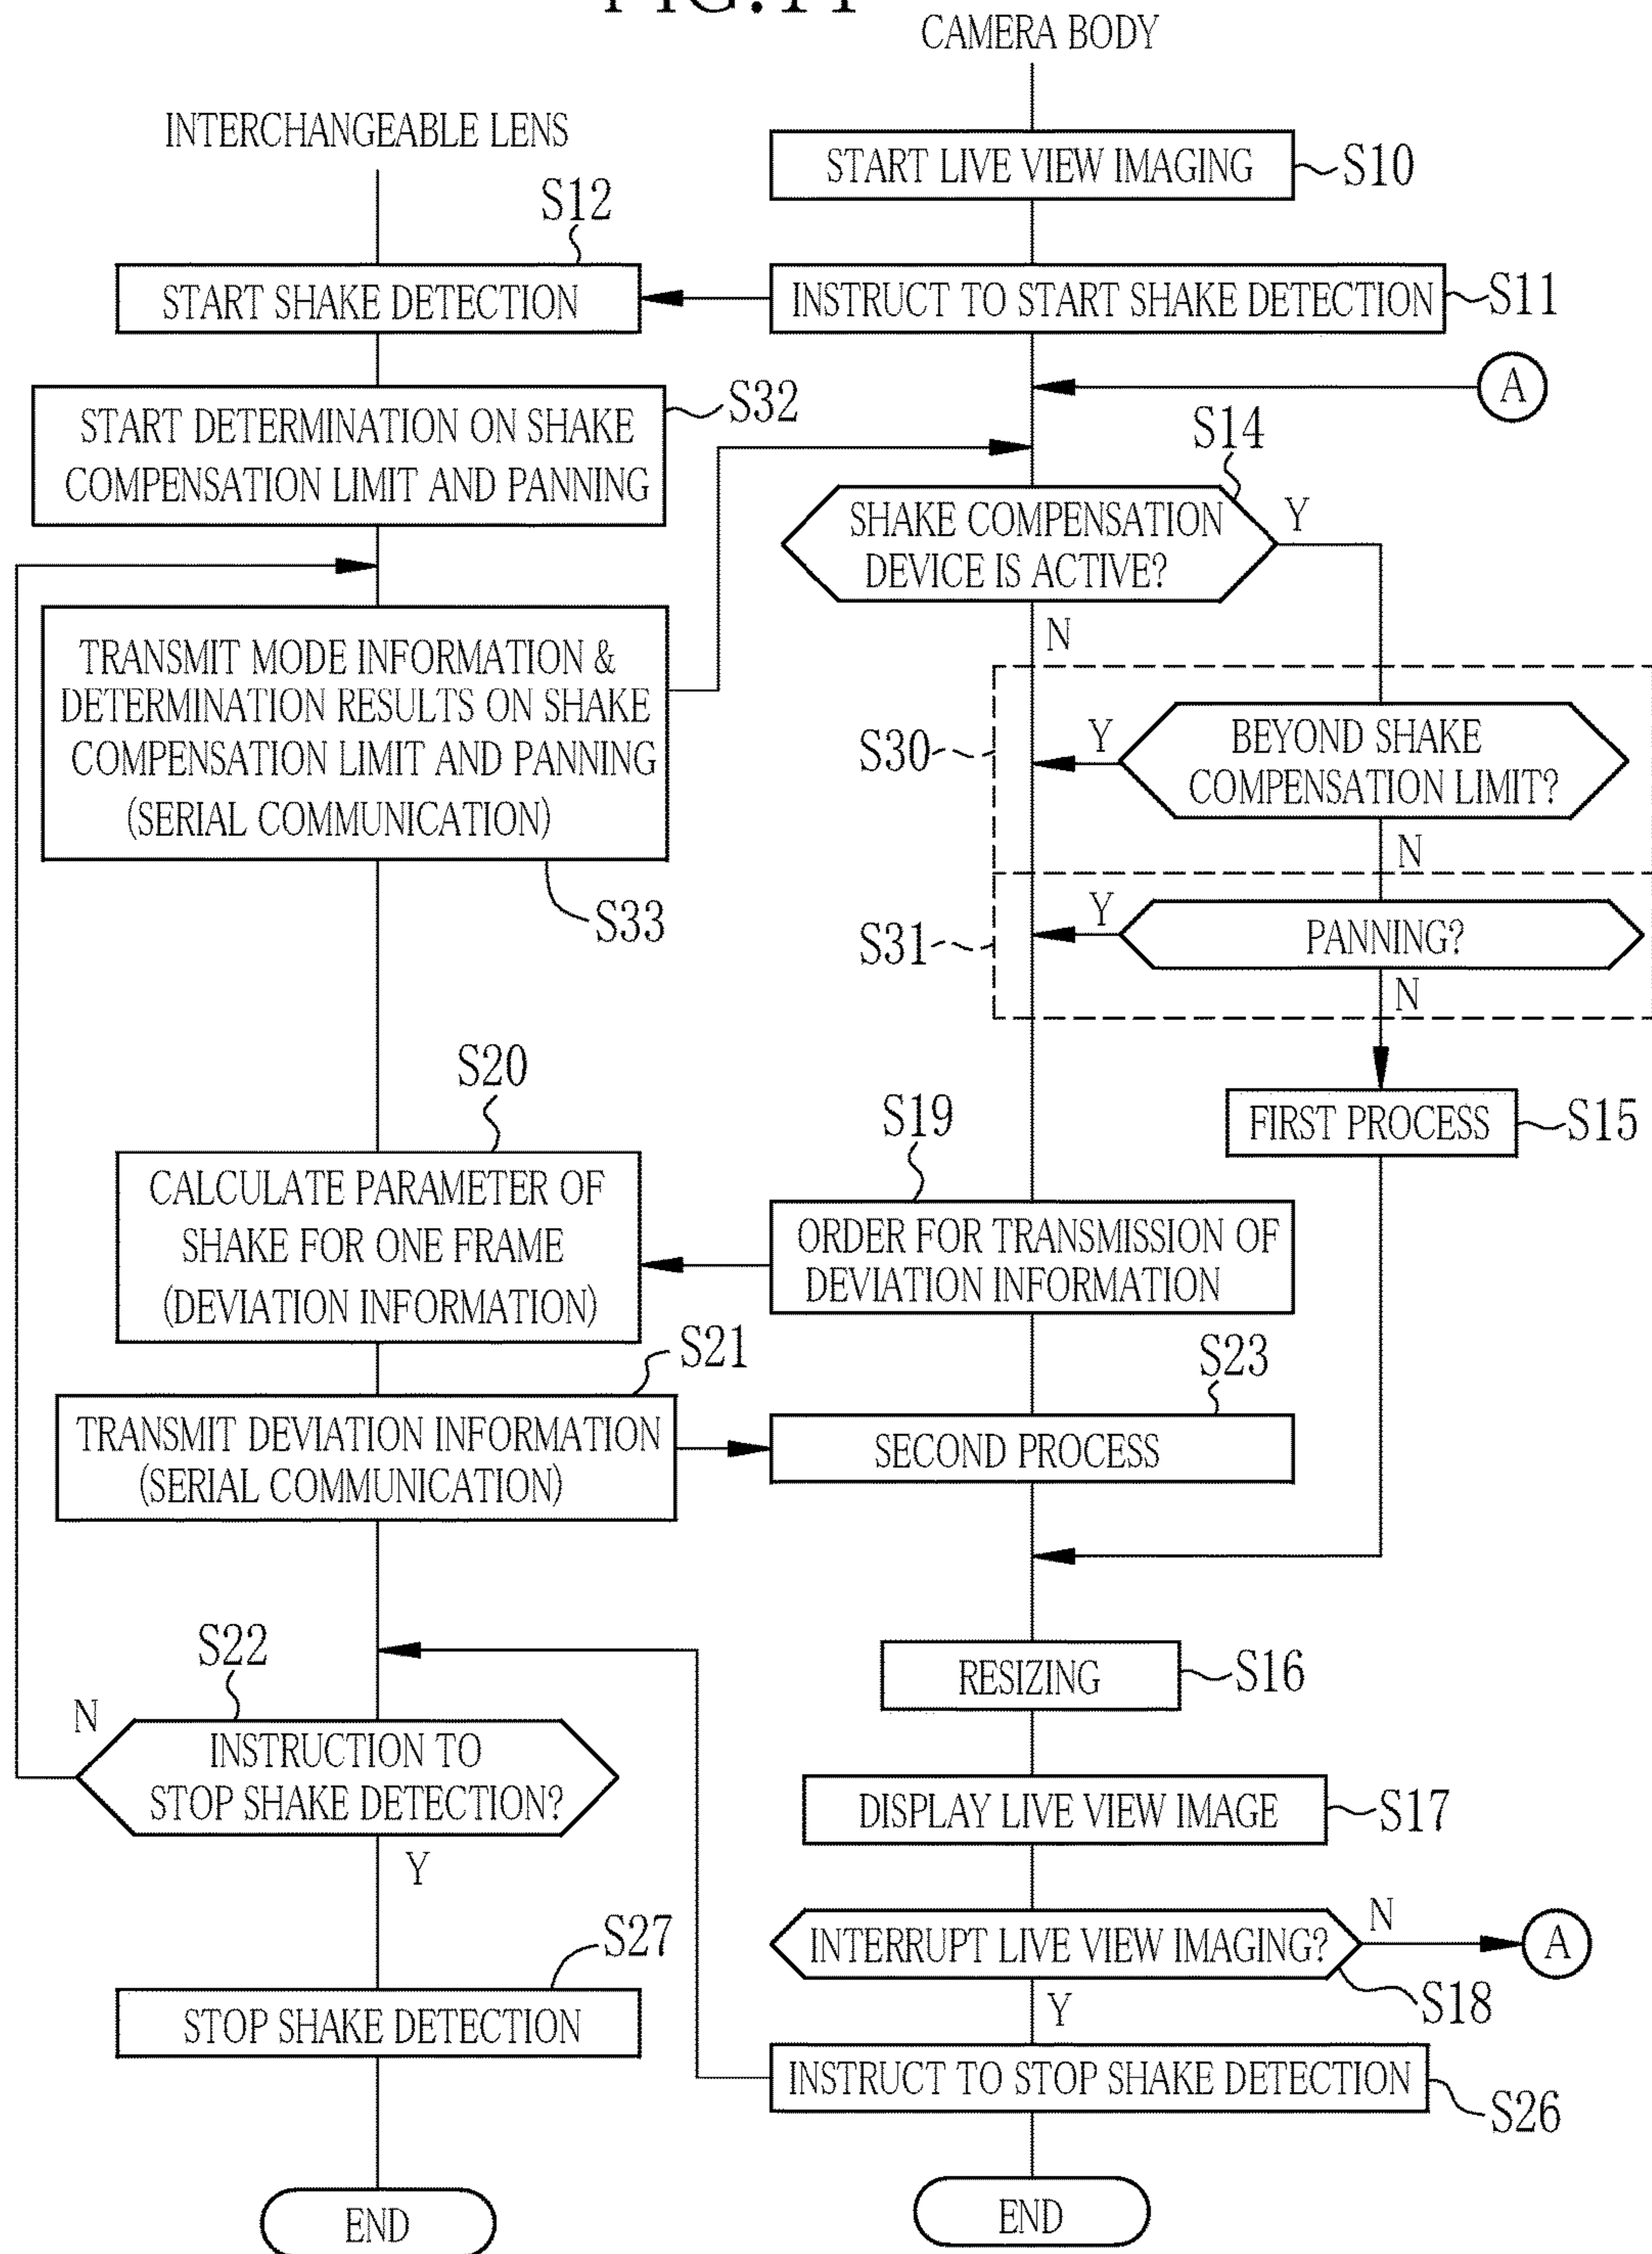 CAMERA BODY
INTERCHANGEABLE LENS
START LIVE VIEW IMAGING
S10
S12
START SHAKE DETECTION
INSTRUCT TO START SHAKE DETECTION
S11
A
START DETERMINATION ON SHAKE
COMPENSATION LIMIT AND PANNING
S32
S14
SHAKE COMPENSATION
DEVICE IS ACTIVE?
Y
N
TRANSMIT MODE INFORMATION &
DETERMINATION RESULTS ON SHAKE
COMPENSATION LIMIT AND PANNING
(SERIAL COMMUNICATION)
S33
S30
Y
BEYOND SHAKE
COMPENSATION LIMIT?
N
S31
Y
PANNING?
N
FIRST PROCESS
S15
S20
CALCULATE PARAMETER OF
SHAKE FOR ONE FRAME
(DEVIATION INFORMATION)
S19
ORDER FOR TRANSMISSION OF
DEVIATION INFORMATION
S21
TRANSMIT DEVIATION INFORMATION
(SERIAL COMMUNICATION)
S23
SECOND PROCESS
RESIZING
S16
S22
N
INSTRUCTION TO
STOP SHAKE DETECTION?
Y
DISPLAY LIVE VIEW IMAGE
S17
INTERRUPT LIVE VIEW IMAGING?
N
A
S18
Y
S27
STOP SHAKE DETECTION
INSTRUCT TO STOP SHAKE DETECTION
S26
END
END